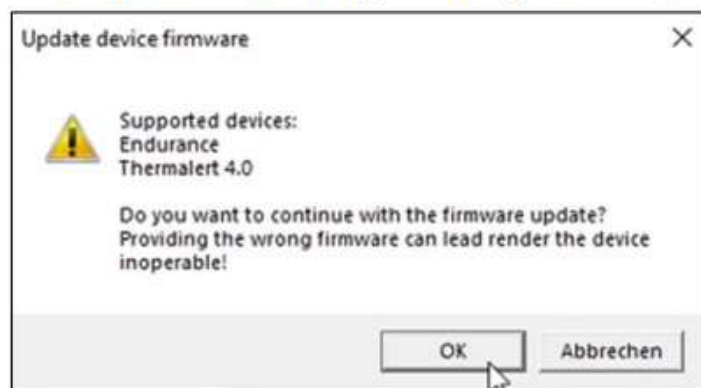 Update device firmware
Supported devices:
Endurance
Thermalert 4.0
Do you want to continue with the firmware update?
Providing the wrong firmware can lead render the device
inoperable!
OK
Abbrechen